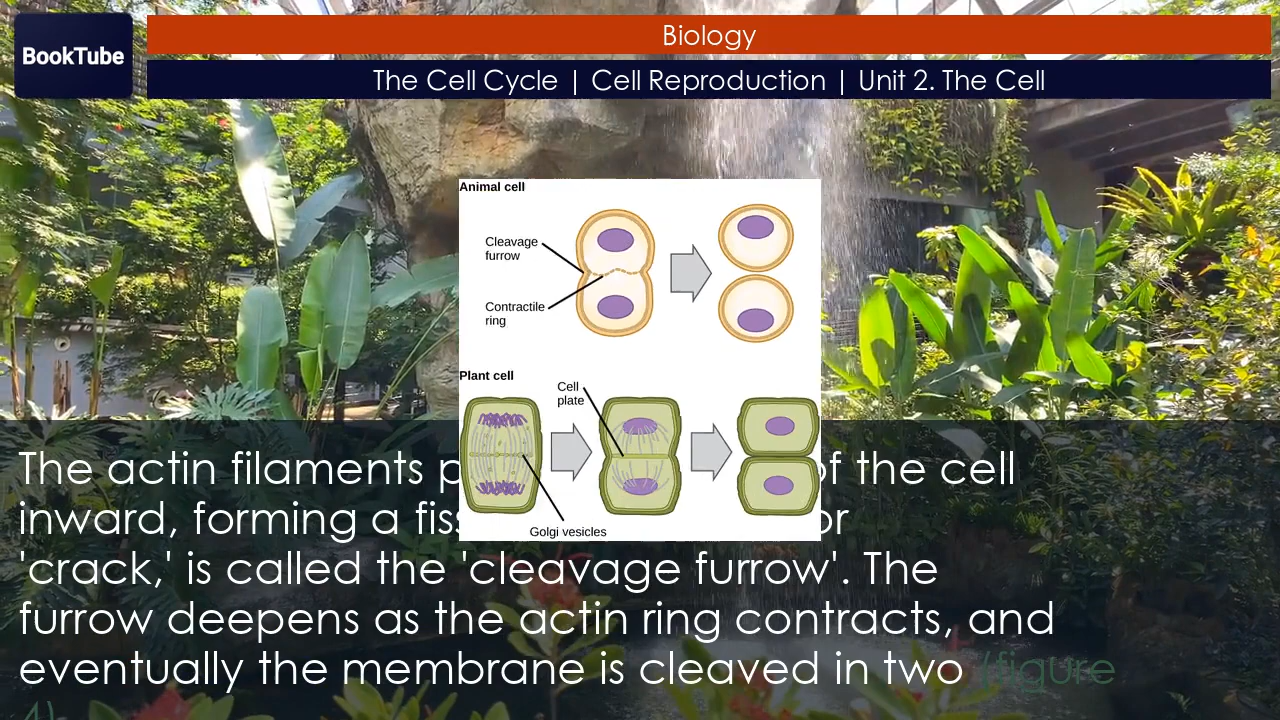 BookTube
Biology
The Cell Cycle | Cell Reproduction | Unit 2. The Cell
Animal cell
Cleavage
furrow
Contractile
ring
Plant cell
Cell
plate
Golgi vesicles
The actin filaments of the cell
inward, forming a
'crack,' is called the 'cleavage furrow'. The
furrow deepens as the actin ring contracts, and
eventually the membrane is cleaved in two (figure
4)